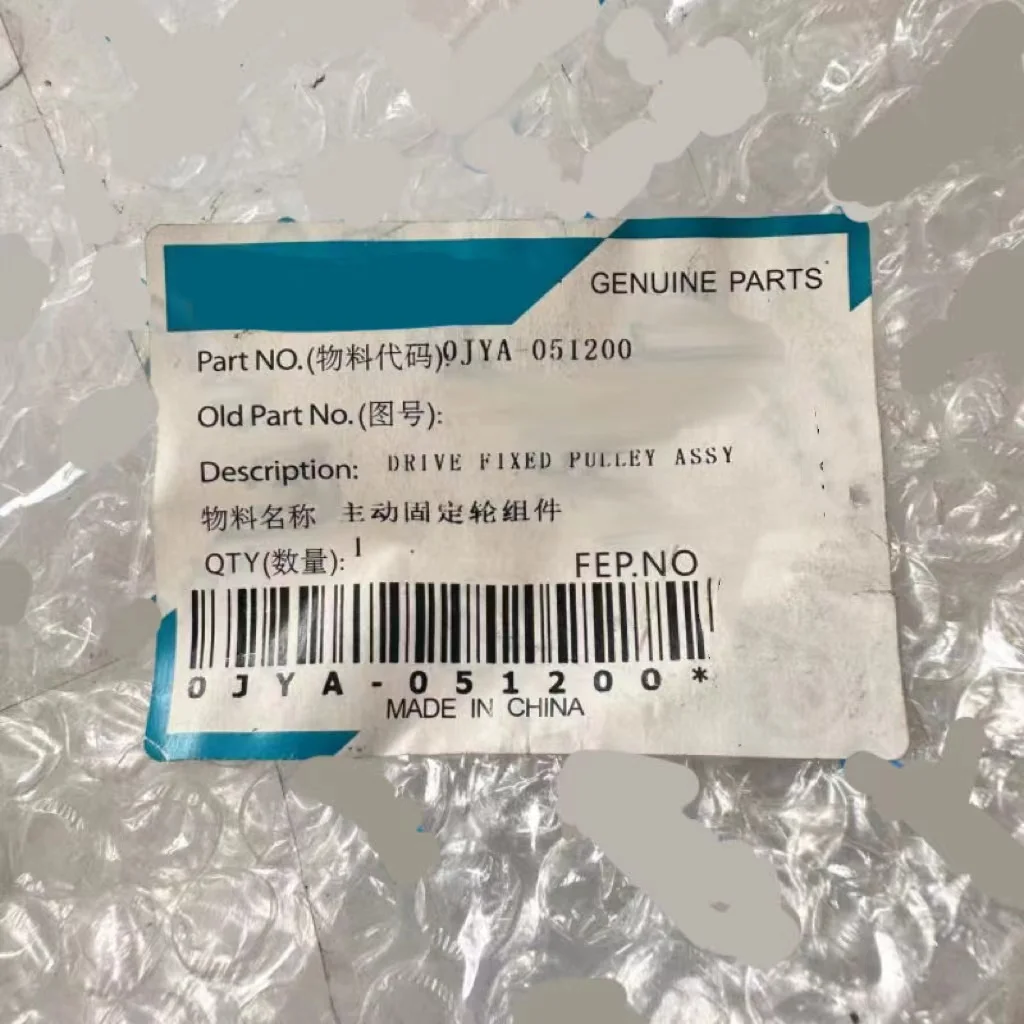 GENUINE PARTS
Part NO.(物料代码):0JYA-051200
Old Part No.(图号):
Description: DRIVE FIXED PULLEY ASSY
物料名称 主动固定轮组件
QTY(数量): 1
FEP.NO
0JYA-051200*
MADE IN CHINA